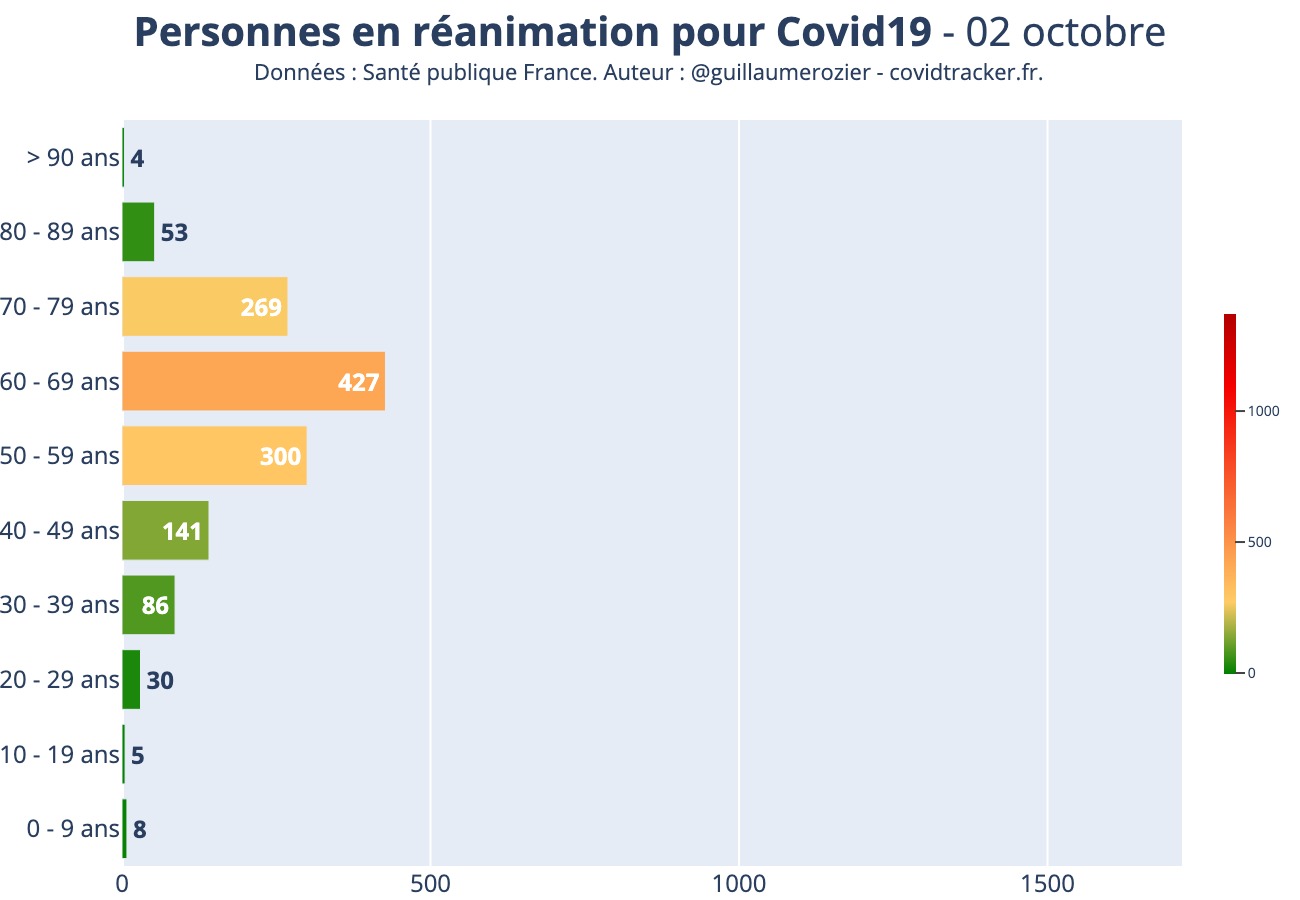 Personnes en réanimation pour Covid19 - 02 octobre
Données : Santé publique France. Auteur : @guillaumerozier - covidtracker.fr.
> 90 ans 4
80 - 89 ans 53
70 - 79 ans 269
60 - 69 ans 427
50 - 59 ans 300
40 - 49 ans 141
30 - 39 ans 86
20 - 29 ans 30
10 - 19 ans 5
0 - 9 ans 8
0 500 1000 1500
1000
500
0